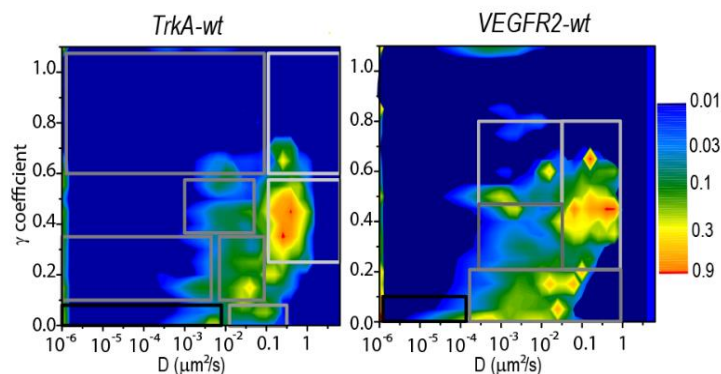 TrkA-wt
VEGFR2-wt
γ coefficient
1.0
0.8
0.6
0.4
0.2
0.0
10⁻⁶ 10⁻⁵ 10⁻⁴ 10⁻³ 10⁻² 0.1 1
D (µm²/s)
1.0
0.8
0.6
0.4
0.2
0.0
10⁻⁶ 10⁻⁵ 10⁻⁴ 10⁻³ 10⁻² 0.1 1
D (µm²/s)
0.01
0.03
0.1
0.3
0.9